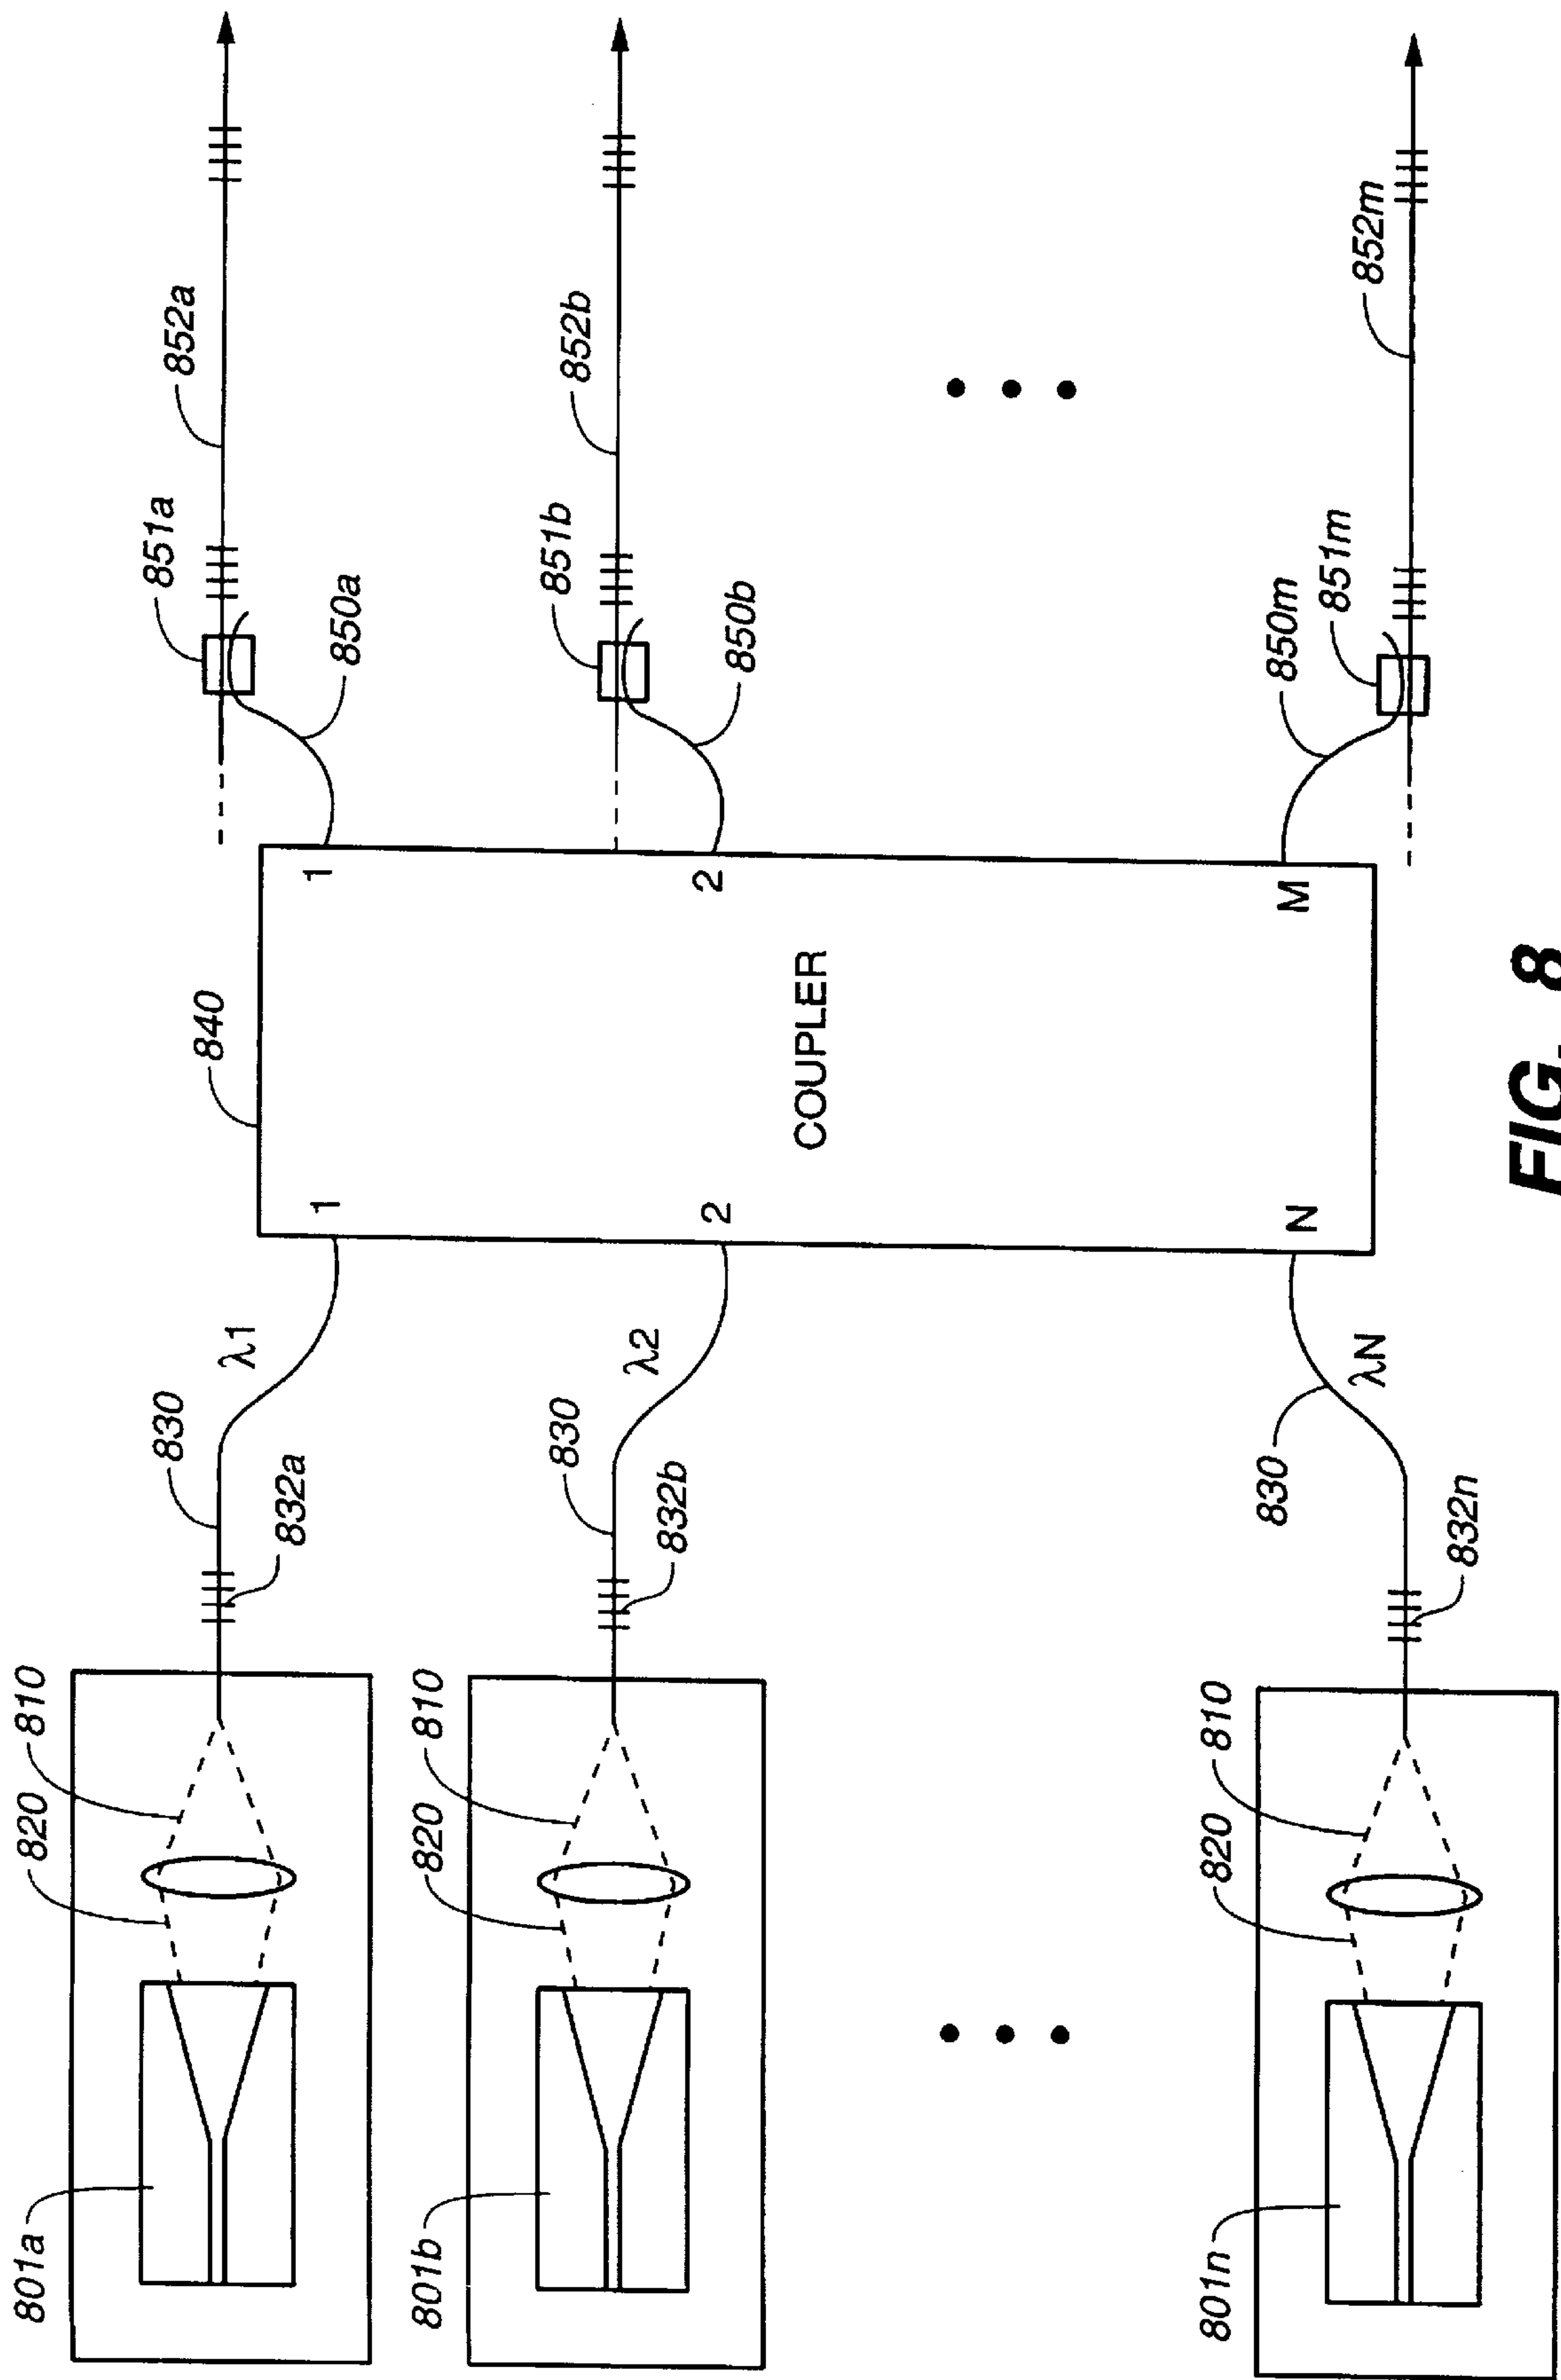 801a
820
810
830
832a
λ1
840
1
1
850a
851a
852a
801b
820
810
830
832b
λ2
2
COUPLER
2
850b
851b
852b
801n
820
810
832n
830
λN
N
M
850m
851m
852m
FIG. 8